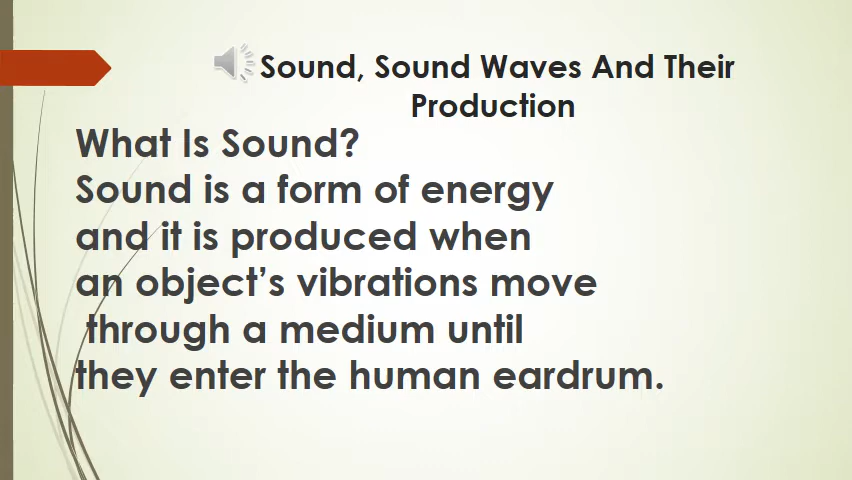 Sound, Sound Waves And Their
Production
What Is Sound?
Sound is a form of energy
and it is produced when
an object’s vibrations move
through a medium until
they enter the human eardrum.